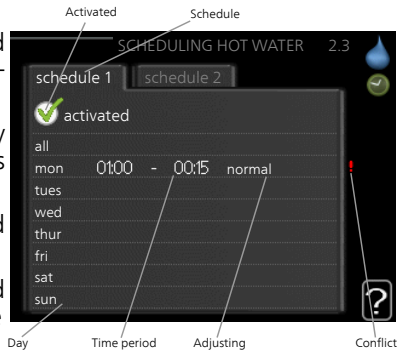 Activated Schedule
SCHEDULING HOT WATER 2.3
schedule 1 schedule 2
activated
all
mon 01:00 - 00:15 normal !
tues
wed
thur
fri
sat
sun
?
Day Time period Adjusting Conflict